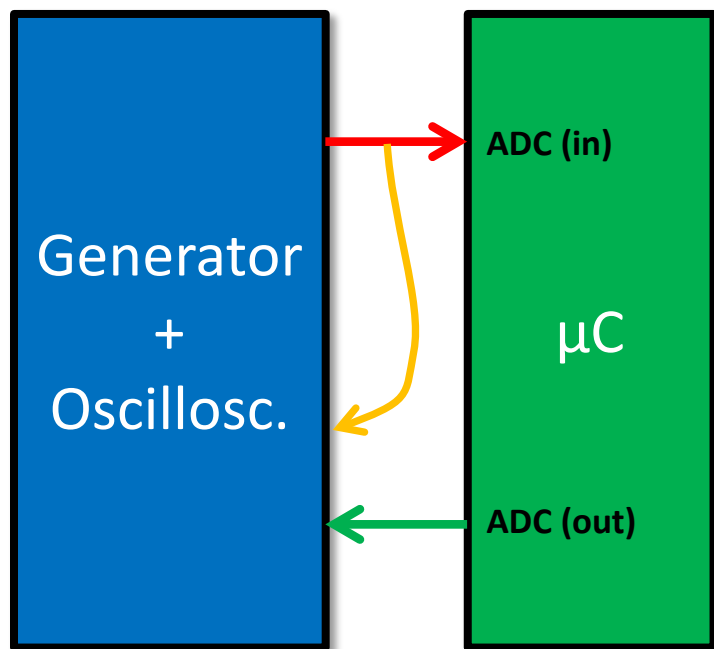 Generator
+
Oscillosc.
ADC (in)
µC
ADC (out)